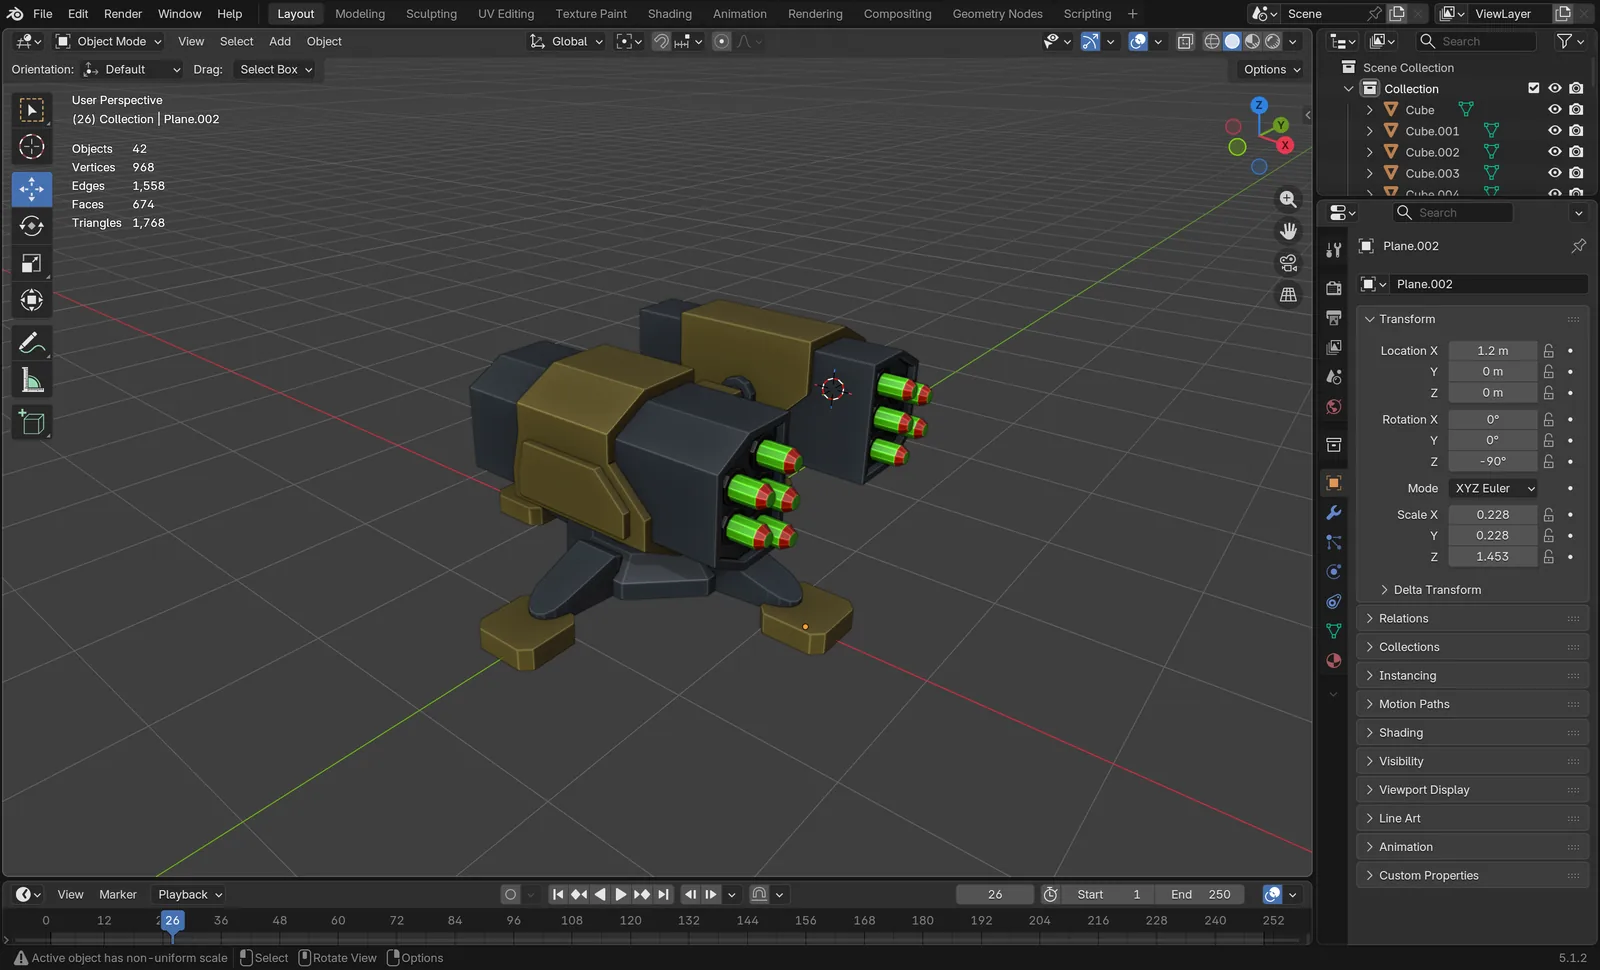 File Edit Render Window Help Layout Modeling Sculpting UV Editing Texture Paint Shading Animation Rendering Compositing Geometry Nodes Scripting + Scene ViewLayer
Object Mode View Select Add Object Global Search
Orientation: Default Drag: Select Box Options
User Perspective
(26) Collection | Plane.002
Objects 42
Vertices 968
Edges 1,558
Faces 674
Triangles 1,768
Z
Y
X
Scene Collection
Collection
Cube
Cube.001
Cube.002
Cube.003
Cube.004
Search
Plane.002
Plane.002
Transform
Location X 1.2 m
Y 0 m
Z 0 m
Rotation X 0°
Y 0°
Z -90°
Mode XYZ Euler
Scale X 0.228
Y 0.228
Z 1.453
Delta Transform
Relations
Collections
Instancing
Motion Paths
Shading
Visibility
Viewport Display
Line Art
Animation
Custom Properties
View Marker Playback 26 Start 1 End 250
0 12 26 36 48 60 72 84 96 108 120 132 144 156 168 180 192 204 216 228 240 252
Active object has non-uniform scale Select Rotate View Options 5.1.2